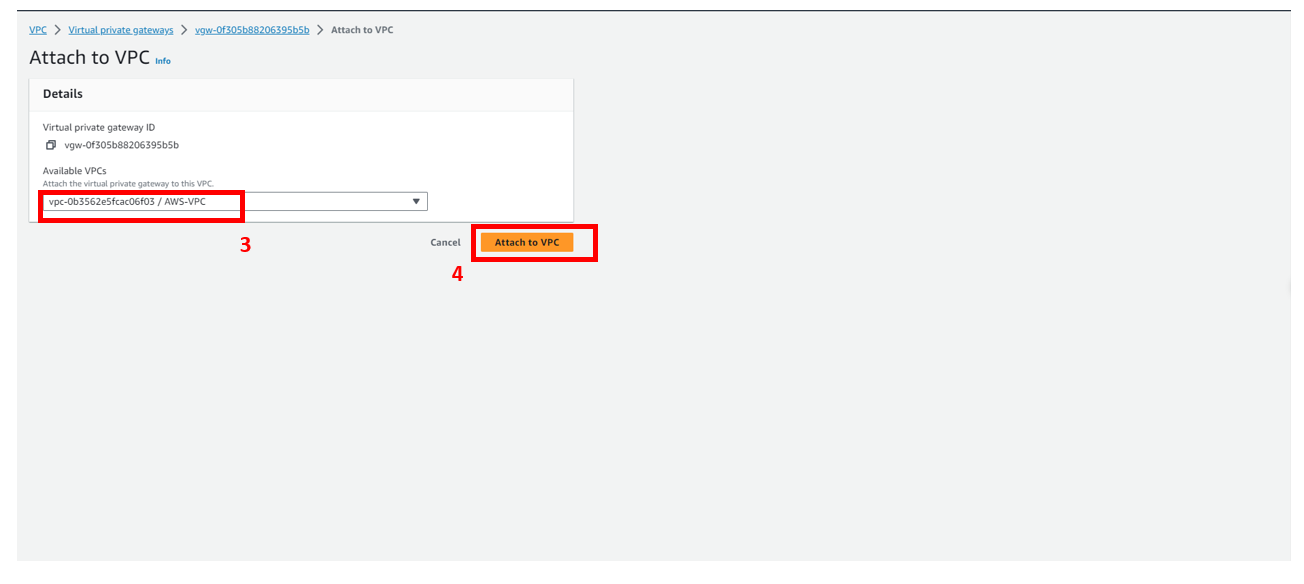 VPC > Virtual private gateways > vgw-0f305b88206395b5b > Attach to VPC
Attach to VPC Info
Details
Virtual private gateway ID
vgw-0f305b88206395b5b
Available VPCs
Attach the virtual private gateway to this VPC.
vpc-0b3562e5fcac06f03 / AWS-VPC
3
Cancel Attach to VPC
4